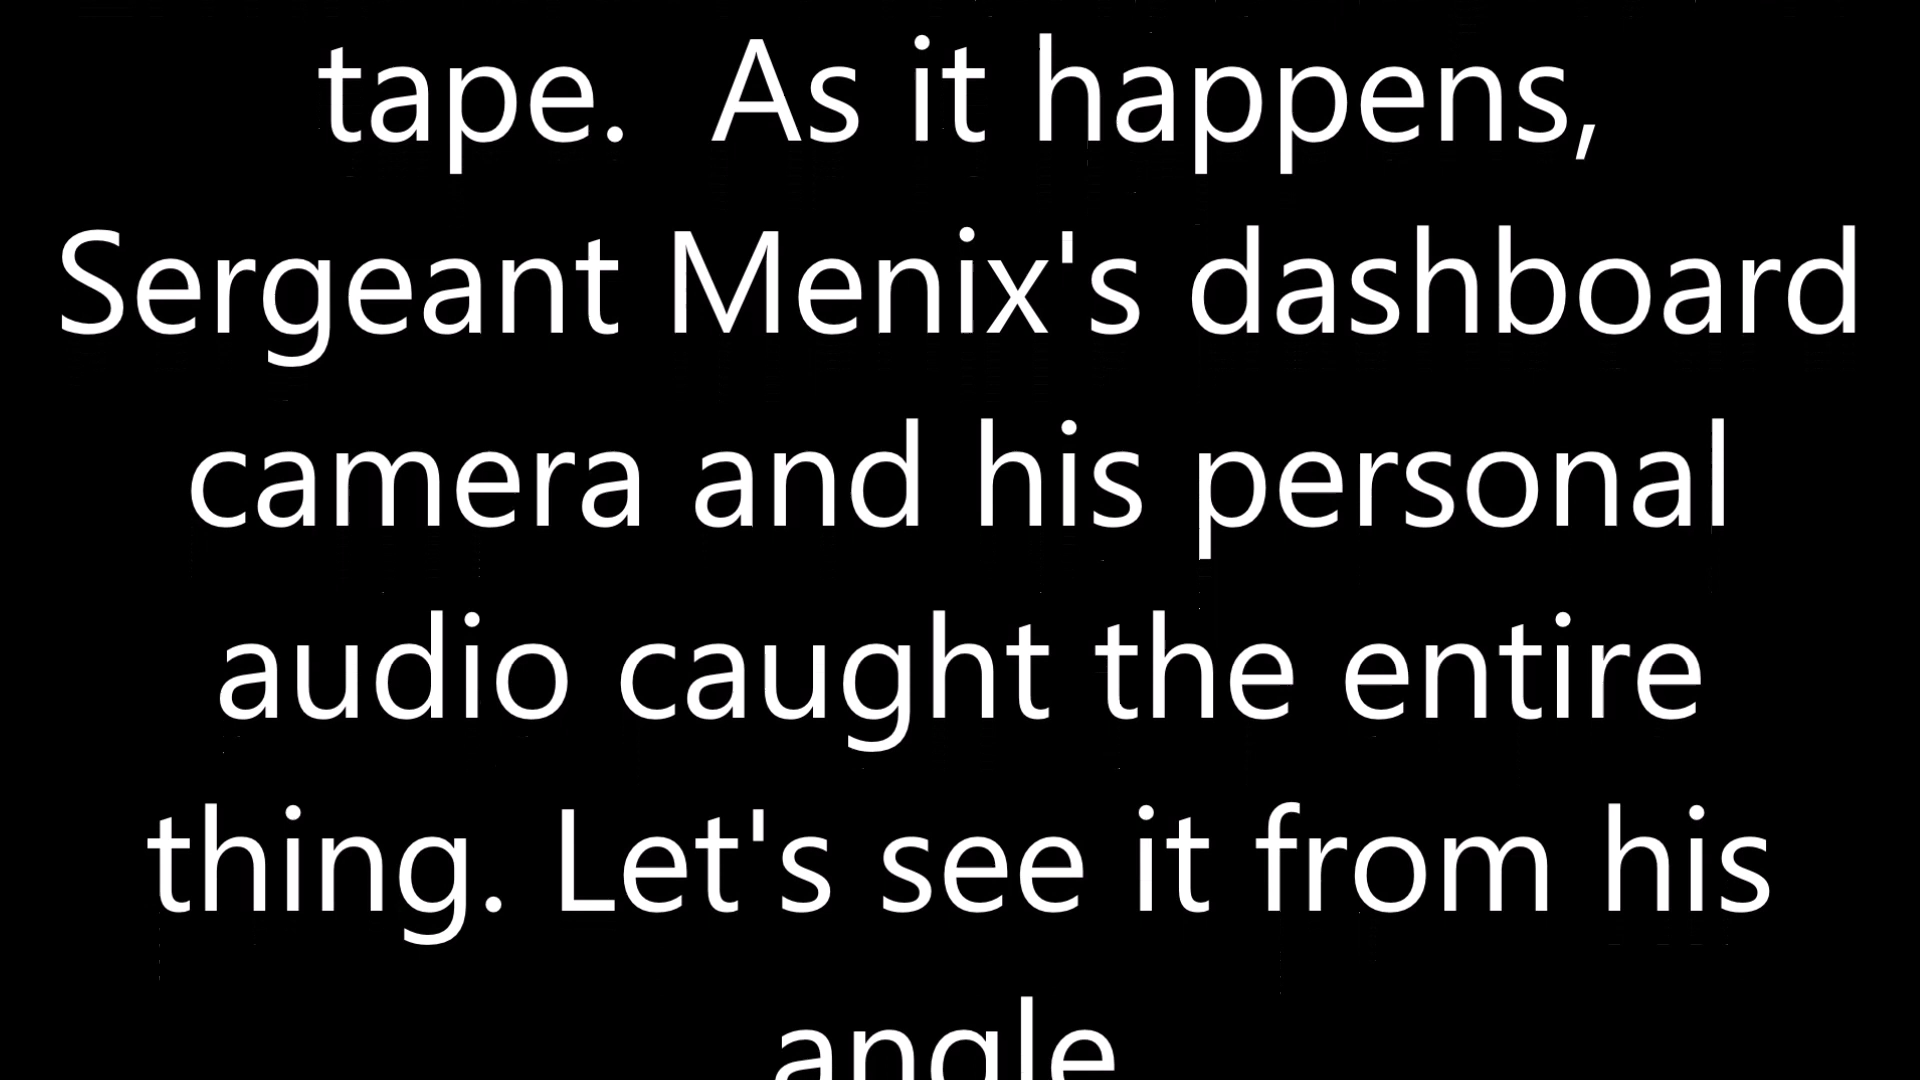 tape.  As it happens,
Sergeant Menix's dashboard
camera and his personal
audio caught the entire
thing. Let's see it from his
angle